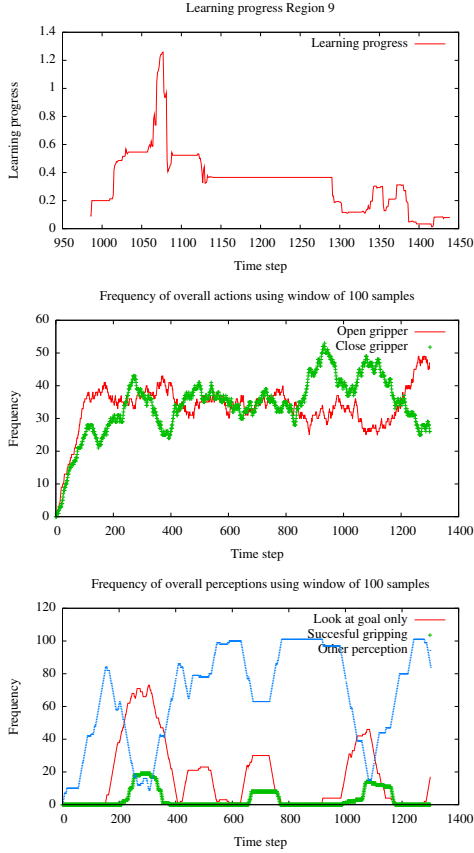 Learning progress Region 9
1.4
1.2
1
0.8
0.6
0.4
0.2
0
Learning progress
Learning progress
950 1000 1050 1100 1150 1200 1250 1300 1350 1400 1450
Time step
Frequency of overall actions using window of 100 samples
60
50
40
30
20
10
0
Frequency
Open gripper
Close gripper
0 200 400 600 800 1000 1200 1400
Time step
Frequency of overall perceptions using window of 100 samples
120
100
80
60
40
20
0
Frequency
Look at goal only
Succesful gripping
Other perception
0 200 400 600 800 1000 1200 1400
Time step